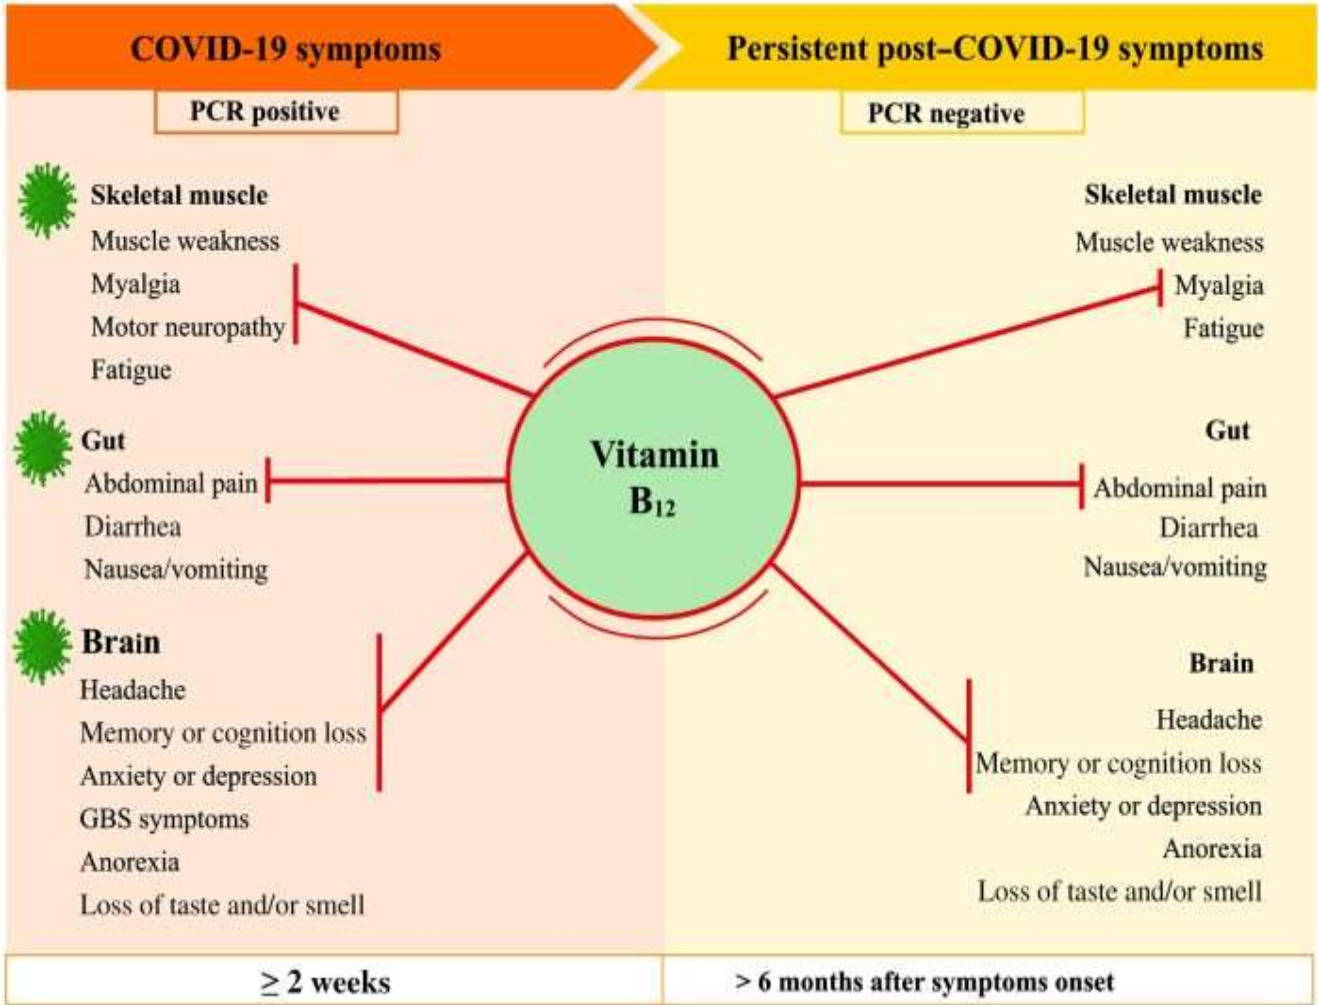 COVID-19 symptoms
PCR positive
Skeletal muscle
Muscle weakness
Myalgia
Motor neuropathy
Fatigue
Gut
Abdominal pain
Diarrhea
Nausea/vomiting
Brain
Headache
Memory or cognition loss
Anxiety or depression
GBS symptoms
Anorexia
Loss of taste and/or smell
≥ 2 weeks
Vitamin
B₁₂
Persistent post–COVID-19 symptoms
PCR negative
Skeletal muscle
Muscle weakness
Myalgia
Fatigue
Gut
Abdominal pain
Diarrhea
Nausea/vomiting
Brain
Headache
Memory or cognition loss
Anxiety or depression
Anorexia
Loss of taste and/or smell
> 6 months after symptoms onset